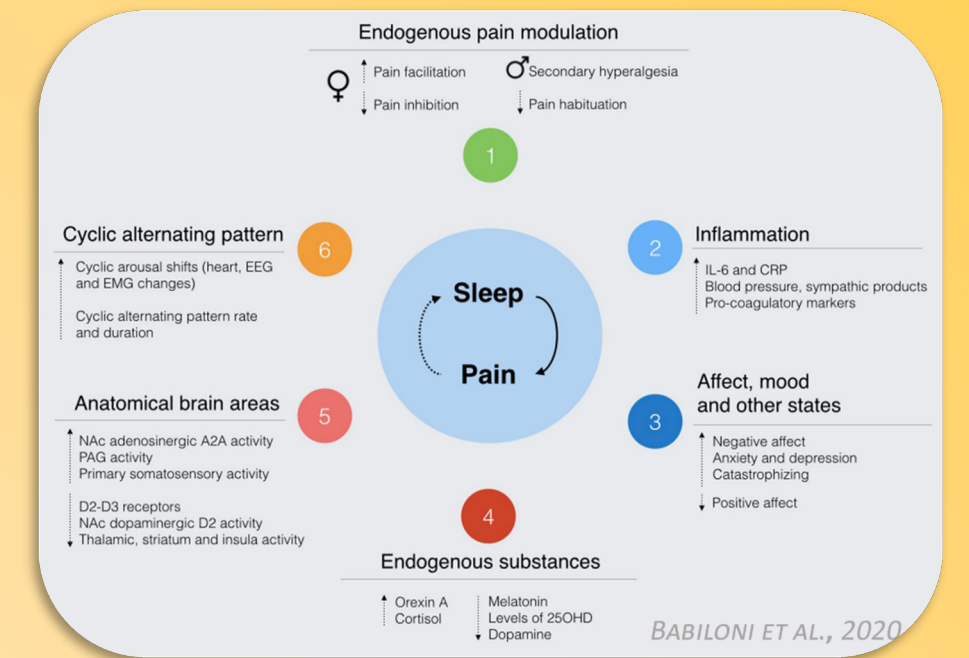 Endogenous pain modulation
Pain facilitation
Pain inhibition
Secondary hyperalgesia
Pain habituation
1
2
Inflammation
IL-6 and CRP
Blood pressure, sympathic products
Pro-coagulatory markers
3
Affect, mood
and other states
Negative affect
Anxiety and depression
Catastrophizing
Positive affect
4
Endogenous substances
Orexin A
Cortisol
Melatonin
Levels of 25OHD
Dopamine
5
Anatomical brain areas
NAc adenosinergic A2A activity
PAG activity
Primary somatosensory activity
D2-D3 receptors
NAc dopaminergic D2 activity
Thalamic, striatum and insula activity
6
Cyclic alternating pattern
Cyclic arousal shifts (heart, EEG
and EMG changes)
Cyclic alternating pattern rate
and duration
Sleep
Pain
BABILONI ET AL., 2020